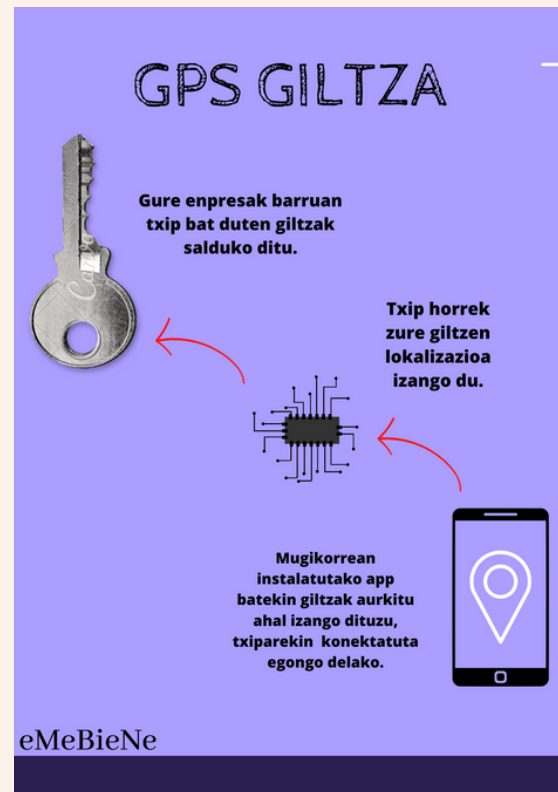 GPS GILTZA
Gure enpresak barruan
txip bat duten giltzak
salduko ditu.
Txip horrek
zure giltzen
lokalizazioa
izango du.
Mugikorrean
instalatutako app
batekin giltzak aurkitu
ahal izango dituzu,
txiparekin konektatuta
egongo delako.
eMeBieNe